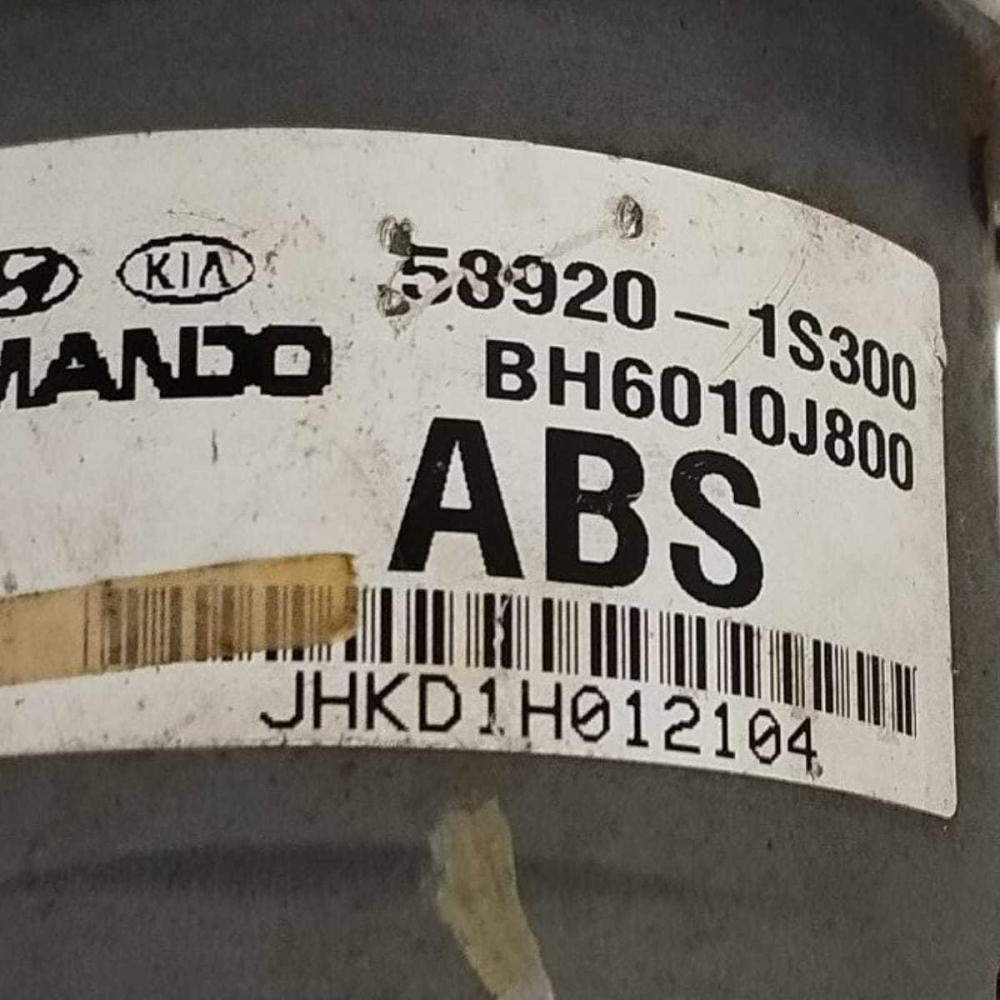 KIA
58920-1S300
MANDO
BH6010J800
ABS
JHKD1H012104